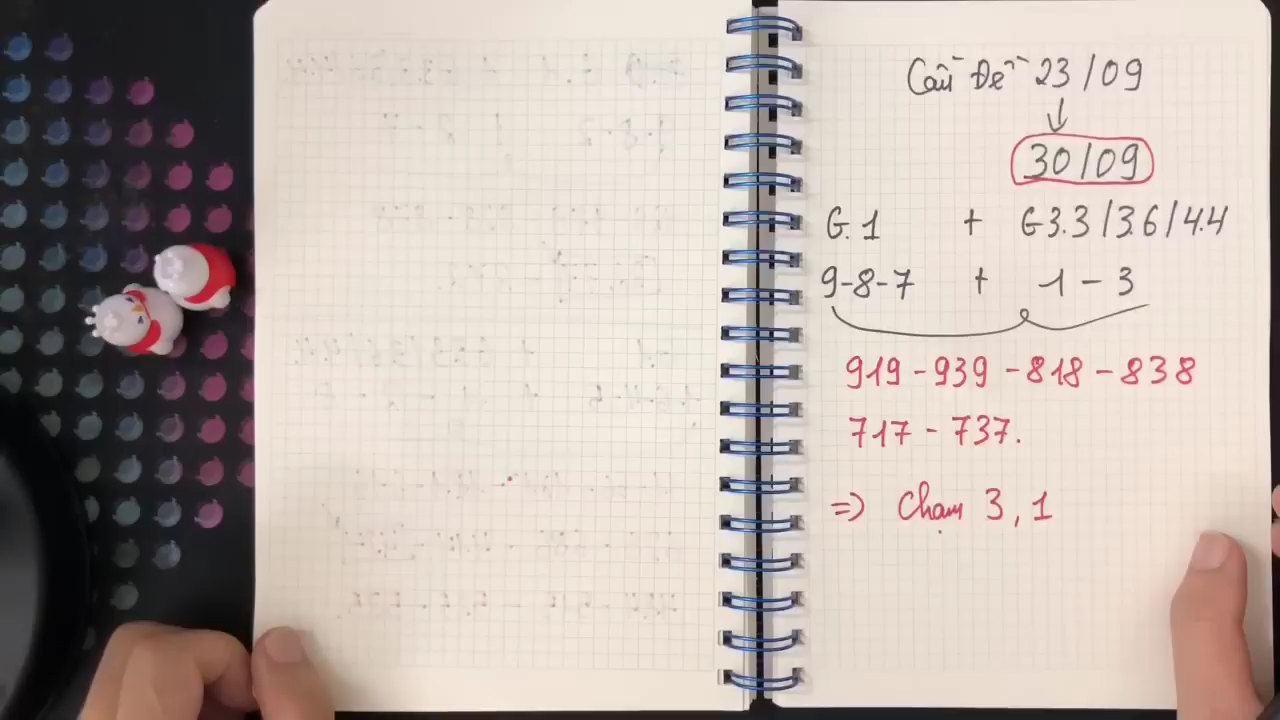 Cầu Đề 23/09
↓
30/09
G.1 + G3.3/3.6/4.4
9-8-7 + 1-3
919-939-818-838
717-737.
=> Chạm 3,1